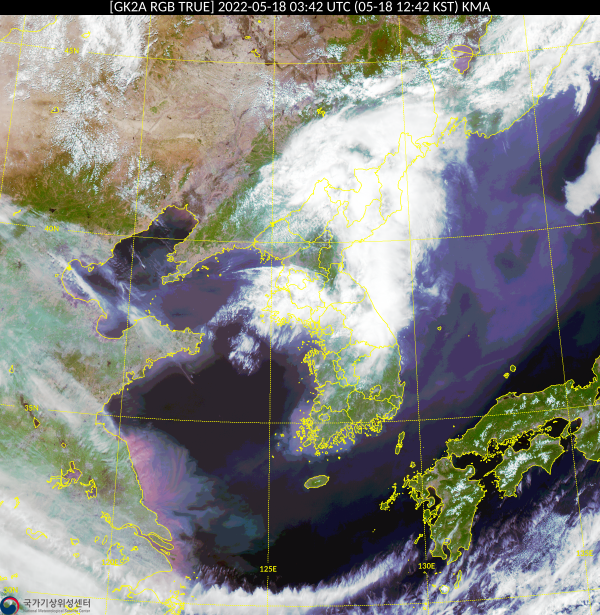 [GK2A RGB TRUE] 2022-05-18 03:42 UTC (05-18 12:42 KST) KMA
40N
35N
125E
130E
국가기상위성센터
National Meteorological Satellite Center